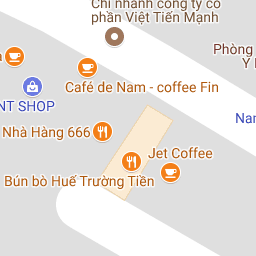 Chi nhánh công ty cổ
phần Việt Tiến Mạnh
Phòng
Y
Café de Nam - coffee Fin
NT SHOP
Nan
Nhà Hàng 666
Jet Coffee
Bún bò Huế Trường Tiền